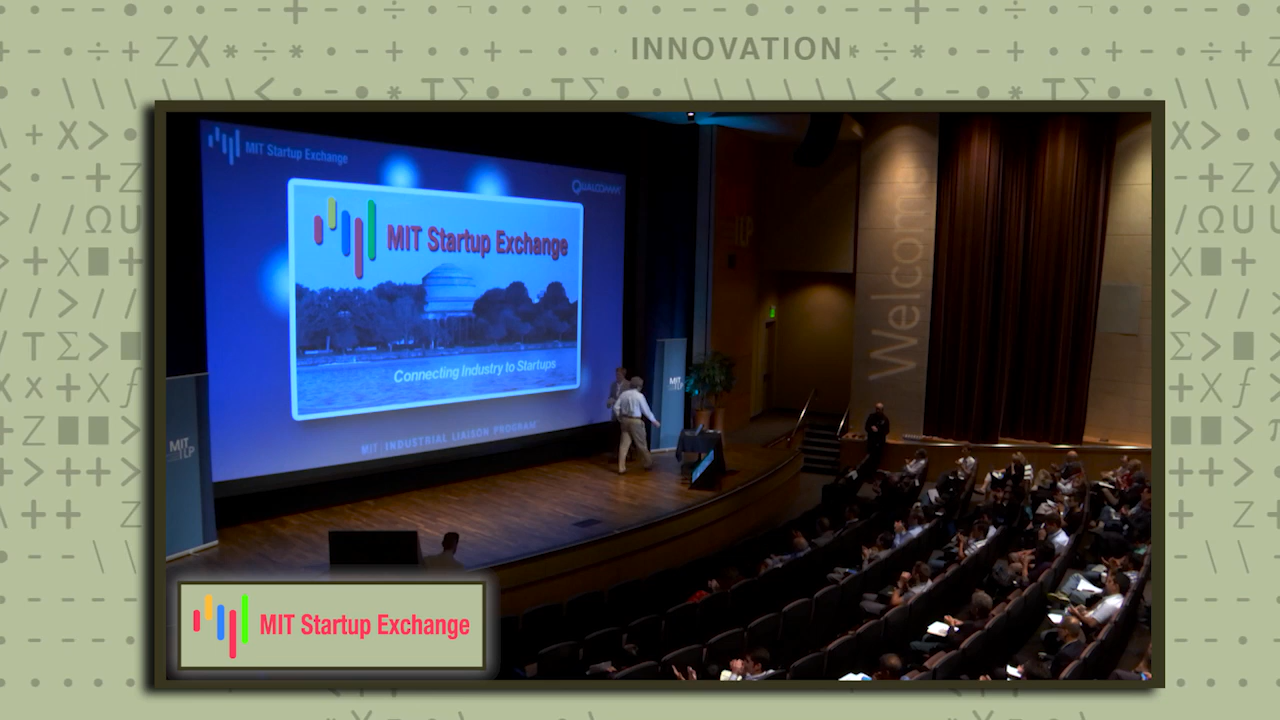 INNOVATION
MIT Startup Exchange
QUALCOMM
MIT Startup Exchange
Connecting Industry to Startups
MIT INDUSTRIAL LIAISON PROGRAM
Welcome
MIT
ILP
MIT
ILP
MIT Startup Exchange